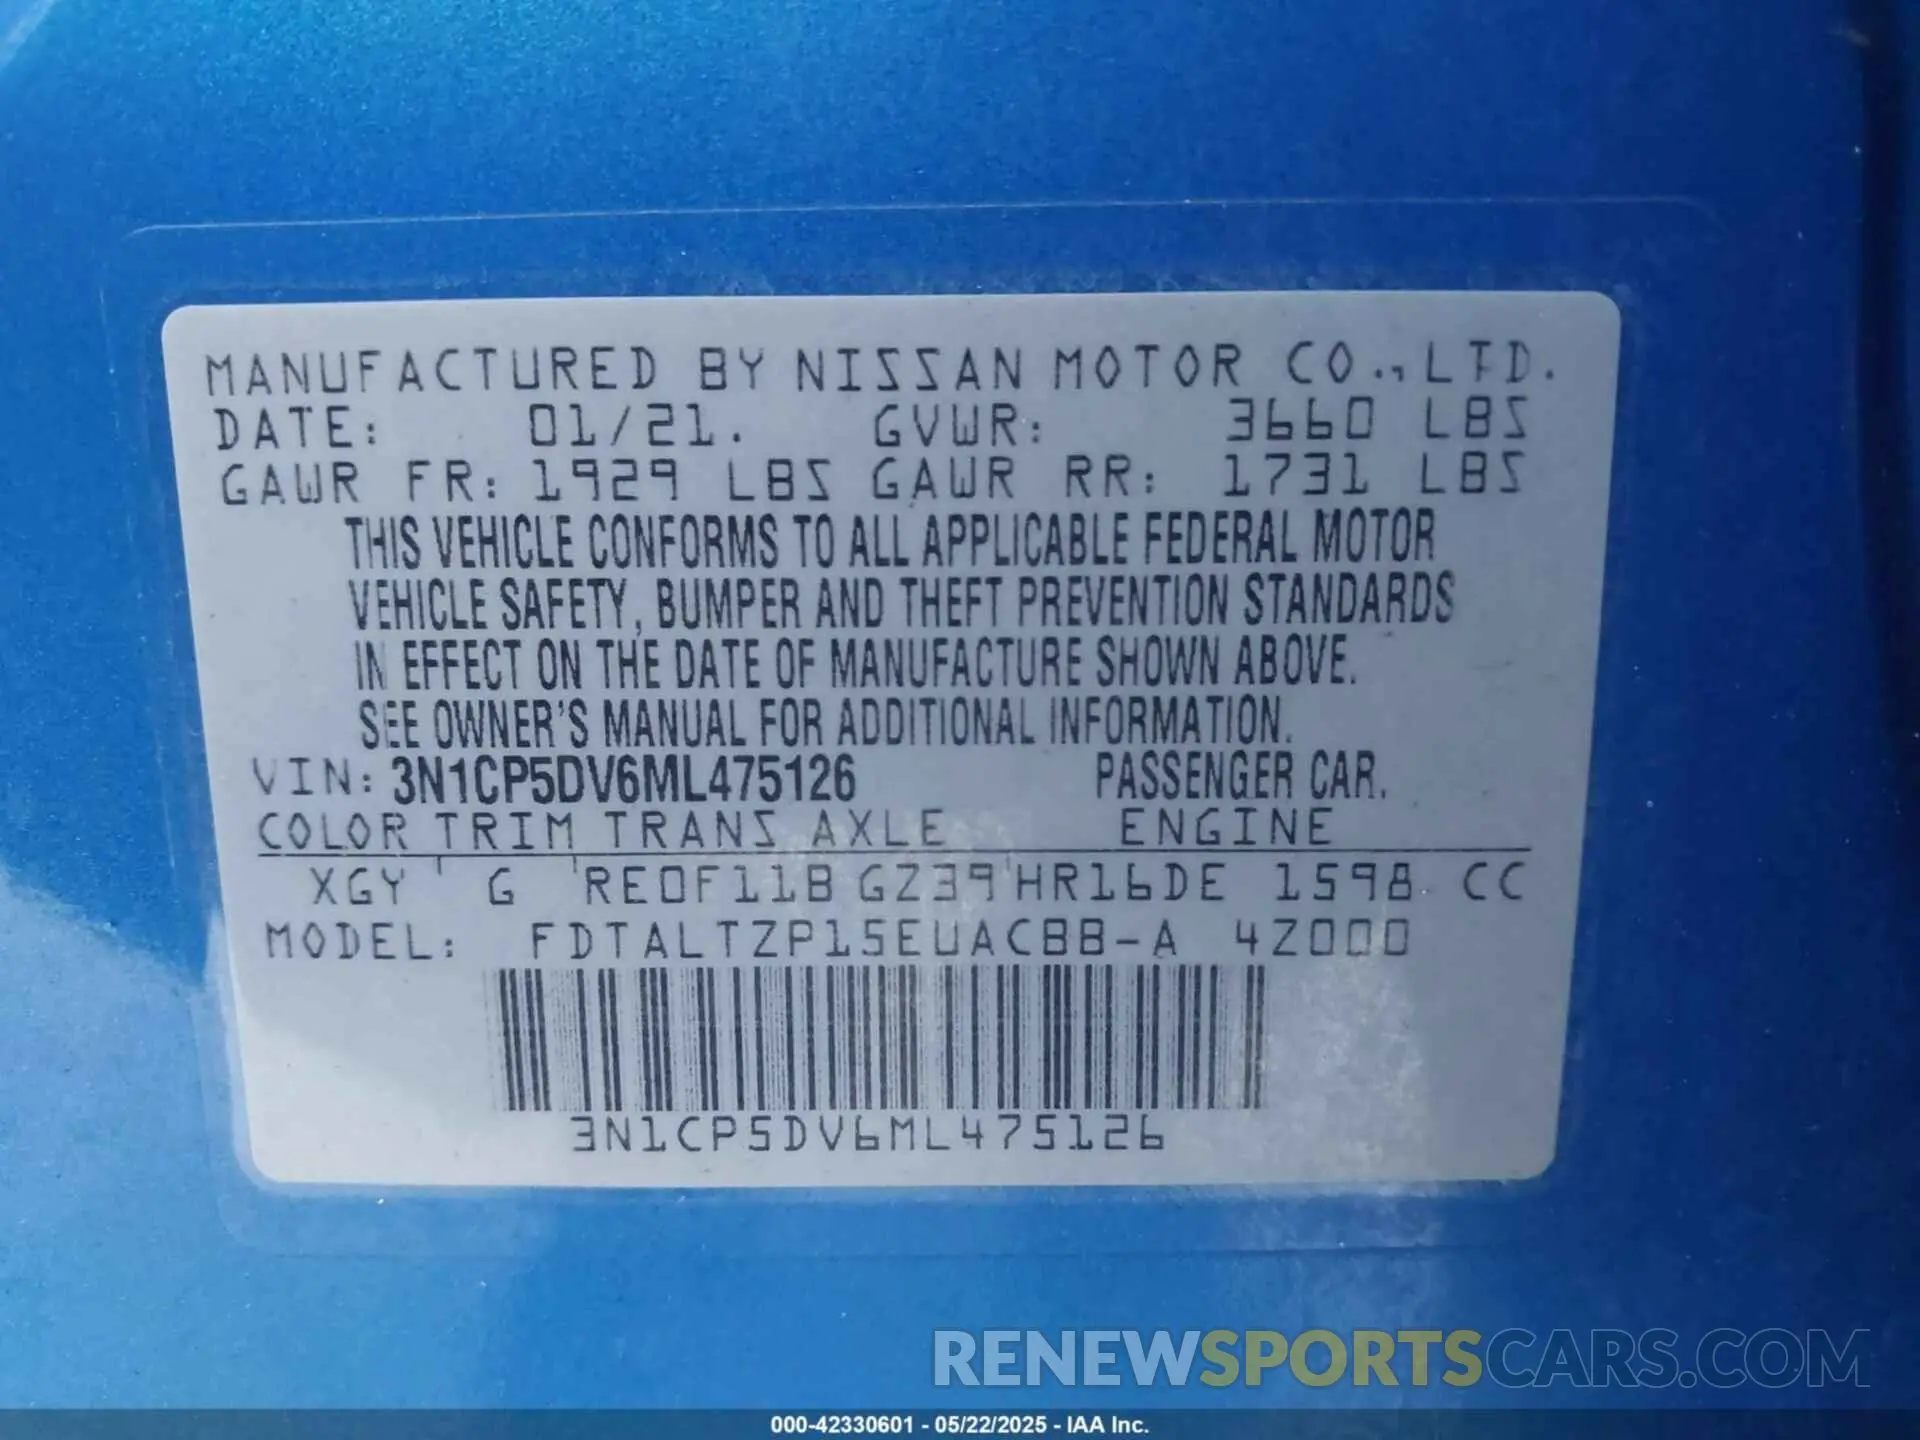 MANUFACTURED BY NISSAN MOTOR CO.,LTD.
DATE: 01/21. GVWR: 3660 LBS
GAWR FR: 1929 LBS GAWR RR: 1731 LBS
THIS VEHICLE CONFORMS TO ALL APPLICABLE FEDERAL MOTOR
VEHICLE SAFETY, BUMPER AND THEFT PREVENTION STANDARDS
IN EFFECT ON THE DATE OF MANUFACTURE SHOWN ABOVE.
SEE OWNER'S MANUAL FOR ADDITIONAL INFORMATION.
VIN: 3N1CP5DV6ML475126 PASSENGER CAR.
COLOR TRIM TRANS AXLE ENGINE
XGY G RE0F11B GZ39 HR16DE 1598 CC
MODEL: FDTALTZP15EUACBB-A 4Z000
3N1CP5DV6ML475126
RENEWSPORTSCARS.COM
000-42330601 - 05/22/2025 - IAA Inc.